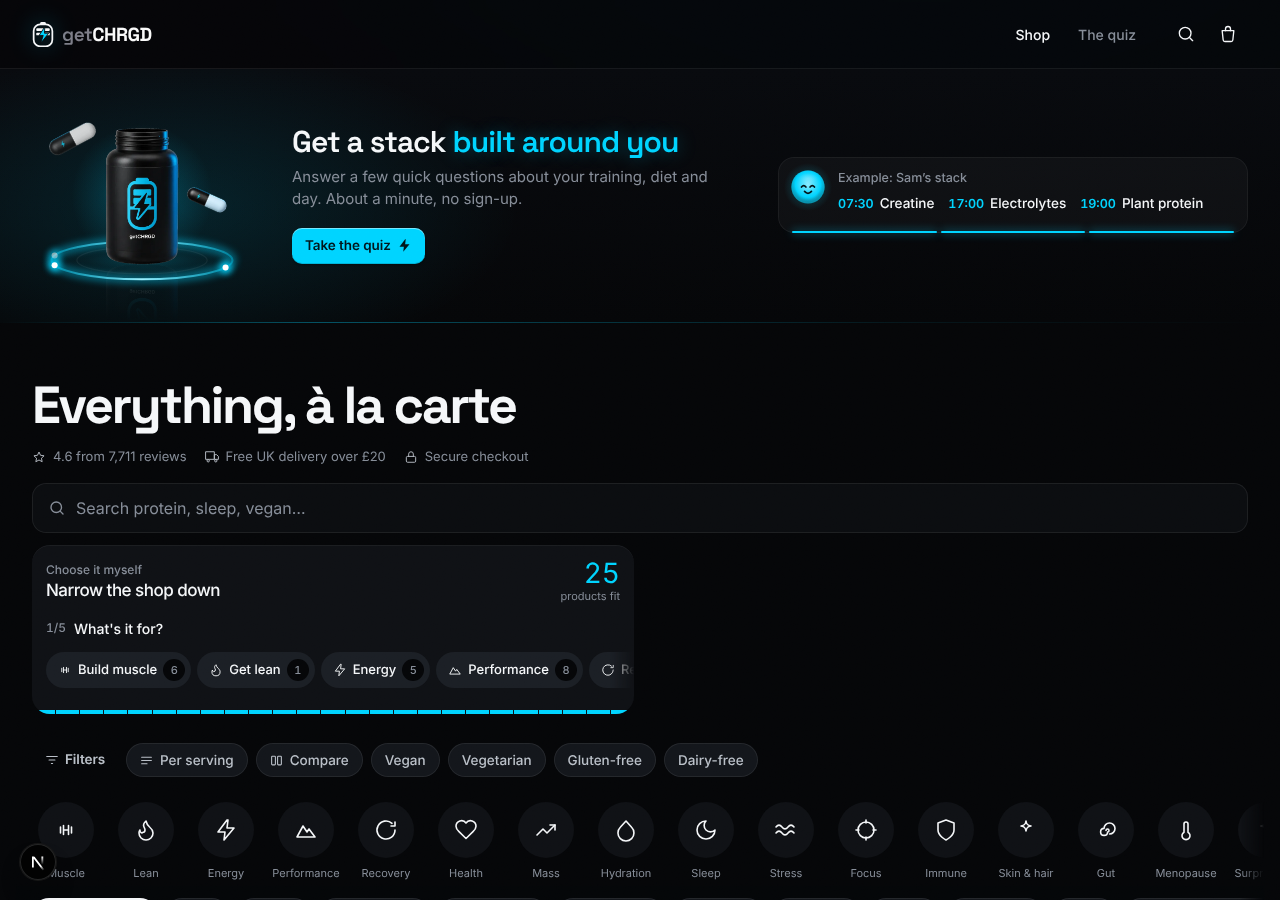 getCHRGD
Shop
The quiz
getCHRGD
Get a stack built around you
Answer a few quick questions about your training, diet and
day. About a minute, no sign-up.
Take the quiz
Example: Sam's stack
07:30 Creatine 17:00 Electrolytes 19:00 Plant protein
Everything, à la carte
4.6 from 7,711 reviews
Free UK delivery over £20
Secure checkout
Search protein, sleep, vegan...
Choose it myself
Narrow the shop down
25
products fit
1/5 What's it for?
Build muscle 6
Get lean 1
Energy 5
Performance 8
Filters
Per serving
Compare
Vegan
Vegetarian
Gluten-free
Dairy-free
N
Lean
Energy
Performance
Recovery
Health
Mass
Hydration
Sleep
Stress
Focus
Immune
Skin & hair
Gut
Menopause